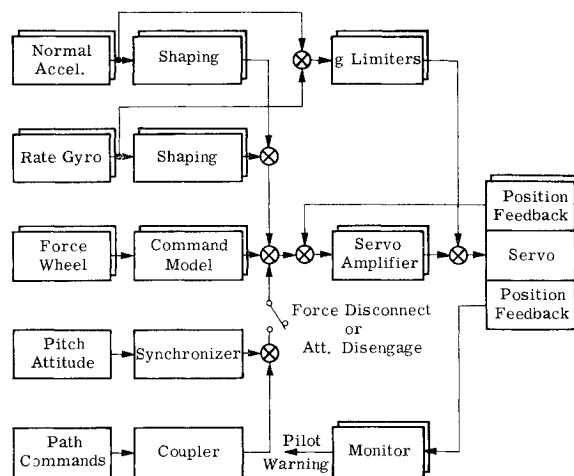 Normal
Accel.
Shaping
g Limiters
Rate Gyro
Shaping
Position
Feedback
Force
Wheel
Command
Model
Servo
Amplifier
Servo
Force Disconnect
or
Att. Disengage
Position
Feedback
Pitch
Attitude
Synchronizer
Path
Commands
Coupler
Pilot
Warning
Monitor